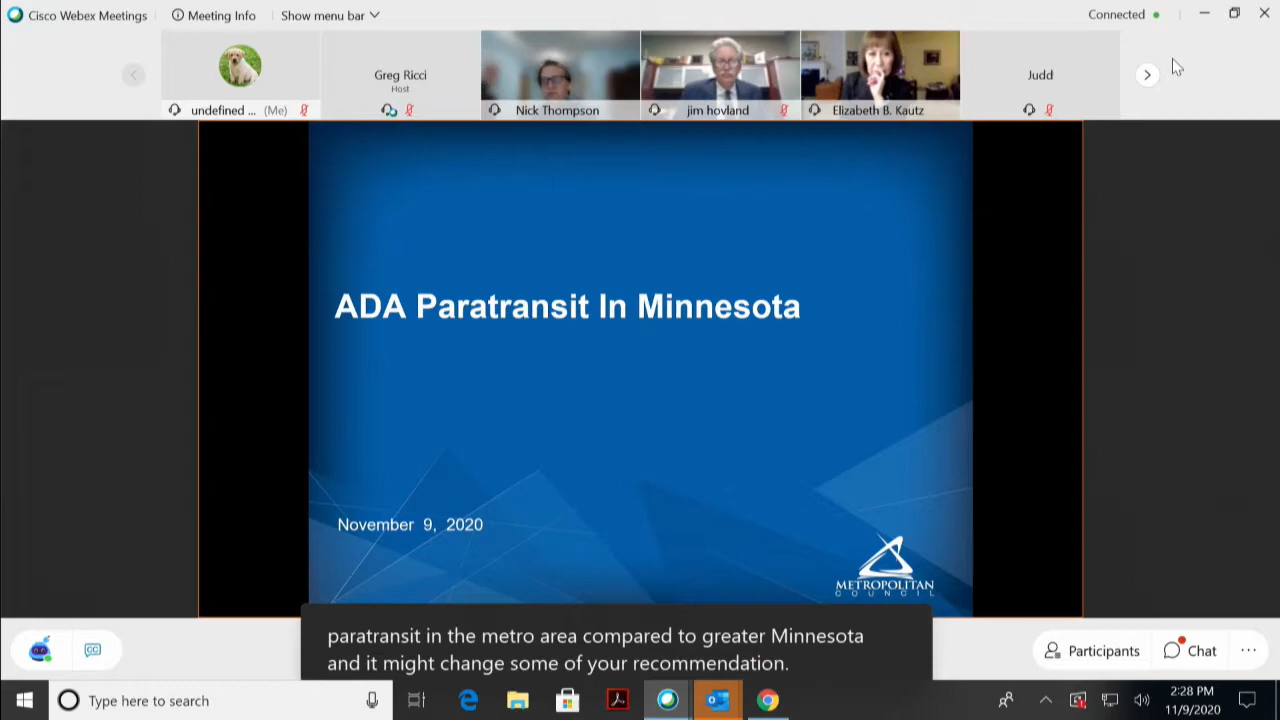 Cisco Webex Meetings
Meeting Info
Show menu bar
Connected
undefined ... (Me)
Greg Ricci
Host
Nick Thompson
jim hovland
Elizabeth B. Kautz
Judd
ADA Paratransit In Minnesota
November 9, 2020
METROPOLITAN
COUNCIL
paratransit in the metro area compared to greater Minnesota
and it might change some of your recommendation.
CC
Participants
Chat
Type here to search
2:28 PM
11/9/2020